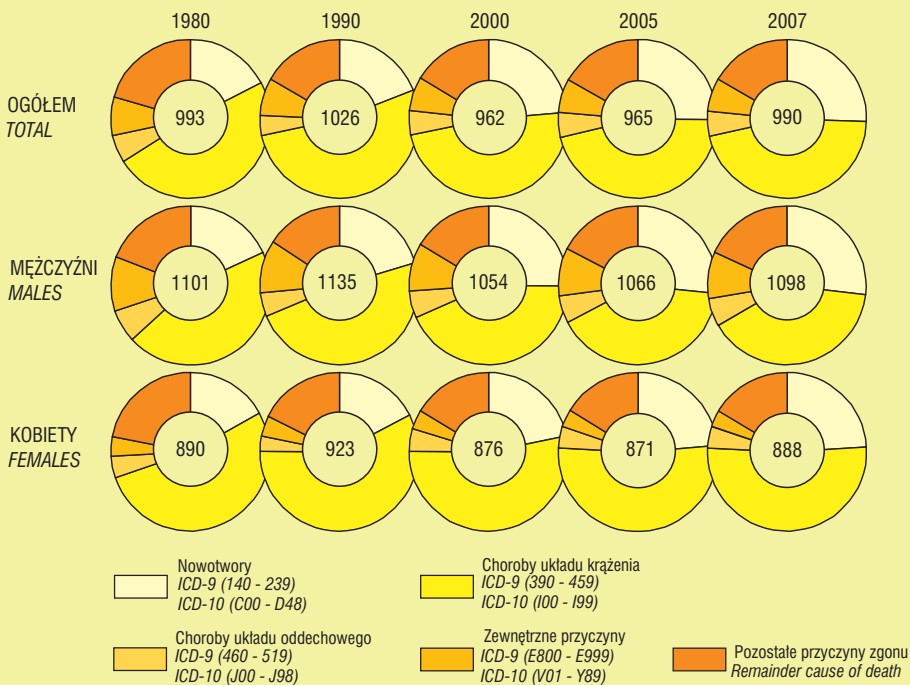 1980 1990 2000 2005 2007
OGÓŁEM
TOTAL
993 1026 962 965 990
MĘŻCZYŹNI
MALES
1101 1135 1054 1066 1098
KOBIETY
FEMALES
890 923 876 871 888
Nowotwory
ICD-9 (140 - 239)
ICD-10 (C00 - D48)
Choroby układu krążenia
ICD-9 (390 - 459)
ICD-10 (I00 - I99)
Choroby układu oddechowego
ICD-9 (460 - 519)
ICD-10 (J00 - J98)
Zewnętrzne przyczyny
ICD-9 (E800 - E999)
ICD-10 (V01 - Y89)
Pozostałe przyczyny zgonu
Remainder cause of death